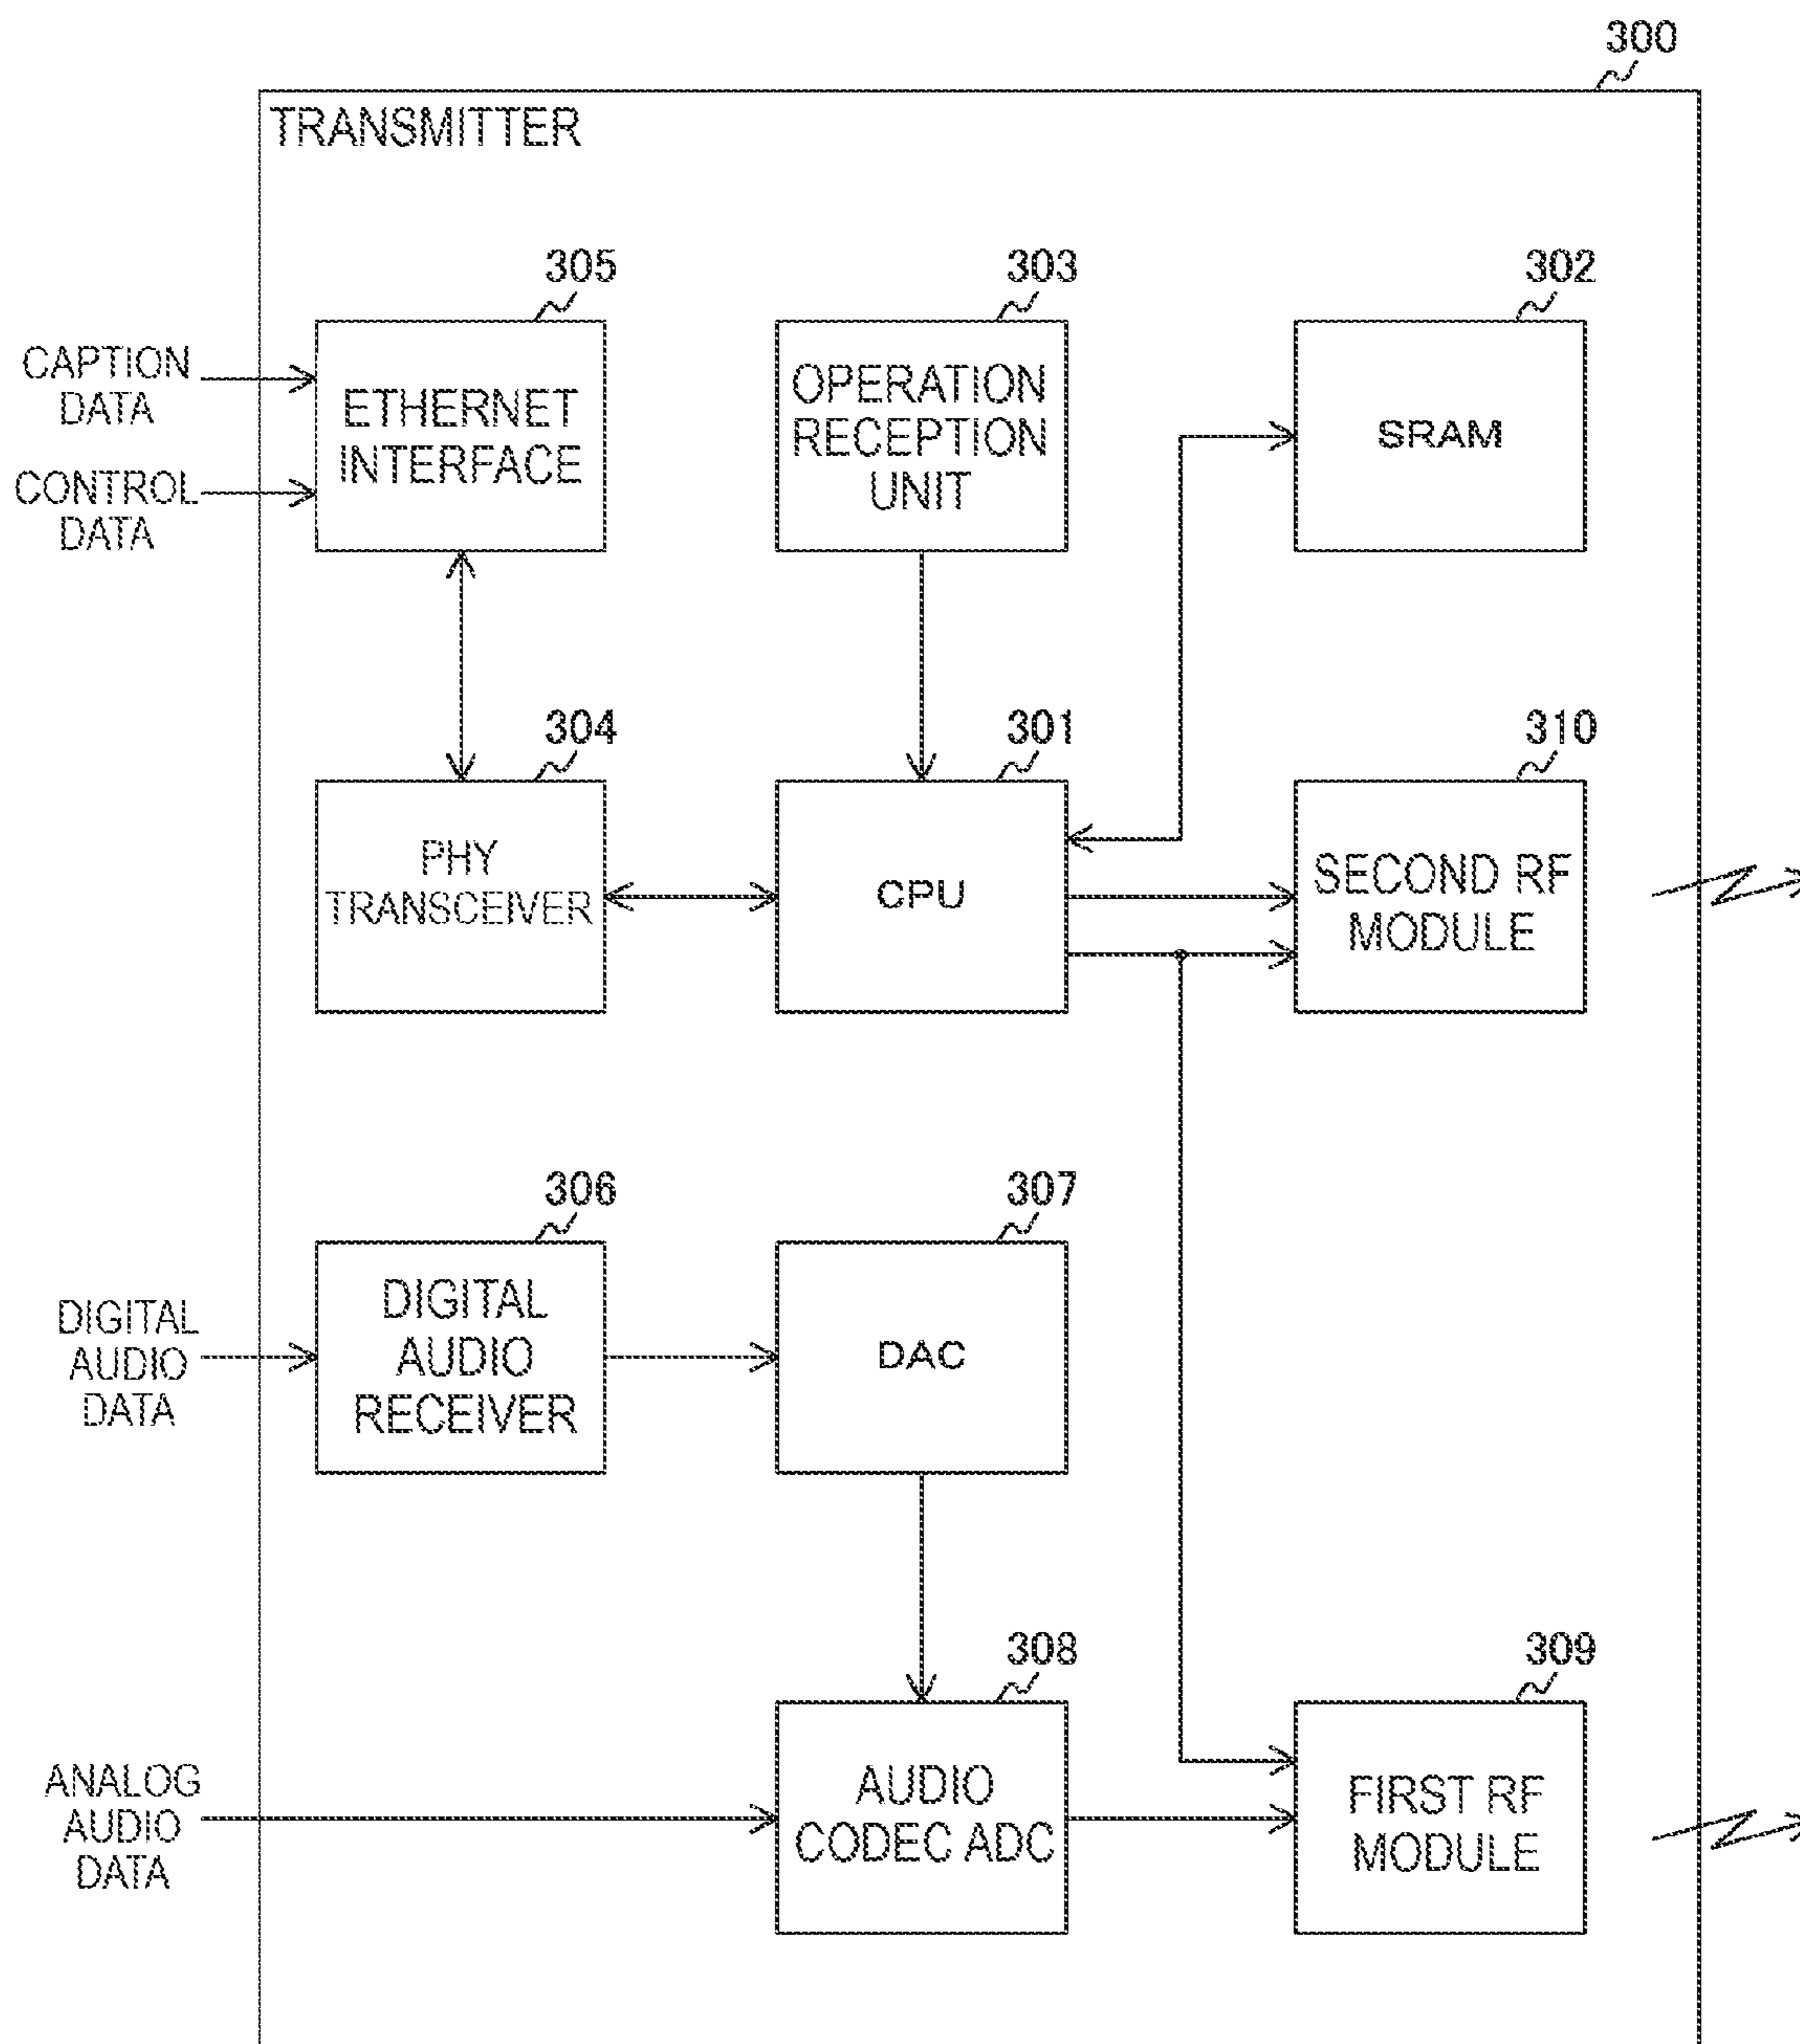 300
TRANSMITTER
305
303
302
CAPTION
DATA
CONTROL
DATA
ETHERNET
INTERFACE
OPERATION
RECEPTION
UNIT
SRAM
304
301
310
PHY
TRANSCEIVER
CPU
SECOND RF
MODULE
306
307
DIGITAL
AUDIO
DATA
DIGITAL
AUDIO
RECEIVER
DAC
308
309
ANALOG
AUDIO
DATA
AUDIO
CODEC ADC
FIRST RF
MODULE